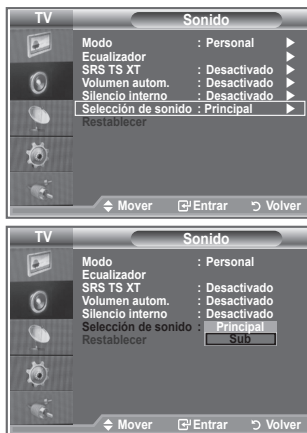 TV
Sonido
Modo : Personal
Ecualizador
SRS TS XT : Desactivado
Volumen autom. : Desactivado
Silencio interno : Desactivado
Selección de sonido : Principal
Restablecer
Mover Entrar Volver
TV
Sonido
Modo : Personal
Ecualizador
SRS TS XT : Desactivado
Volumen autom. : Desactivado
Silencio interno : Desactivado
Selección de sonido : Principal
Restablecer Sub
Mover Entrar Volver